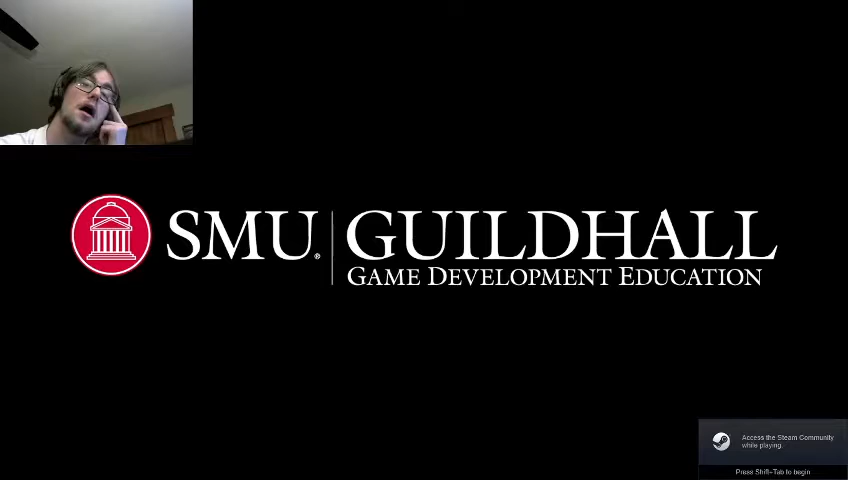 SMU® GUILDHALL
GAME DEVELOPMENT EDUCATION
Access the Steam Community
while playing.
Press Shift+Tab to begin